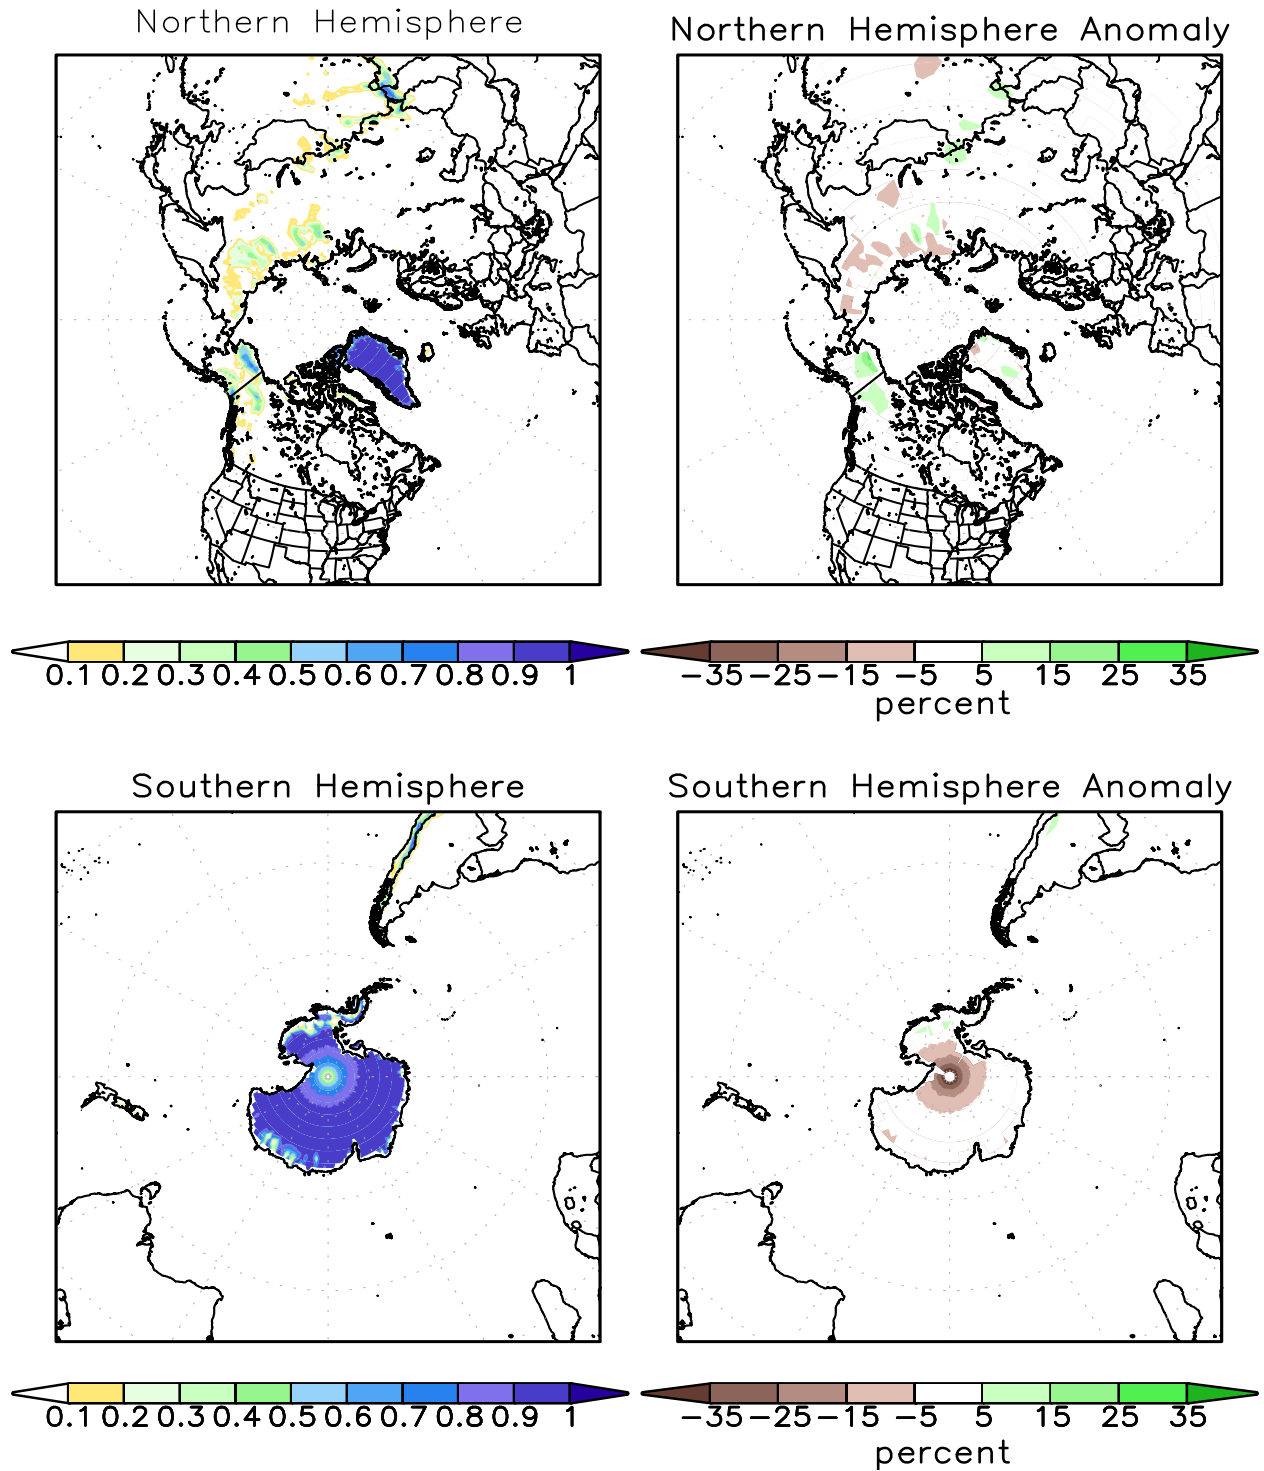 Northern Hemisphere
Northern Hemisphere Anomaly
0.1 0.2 0.3 0.4 0.5 0.6 0.7 0.8 0.9 1
-35 -25 -15 -5 5 15 25 35
percent
Southern Hemisphere
Southern Hemisphere Anomaly
0.1 0.2 0.3 0.4 0.5 0.6 0.7 0.8 0.9 1
-35 -25 -15 -5 5 15 25 35
percent